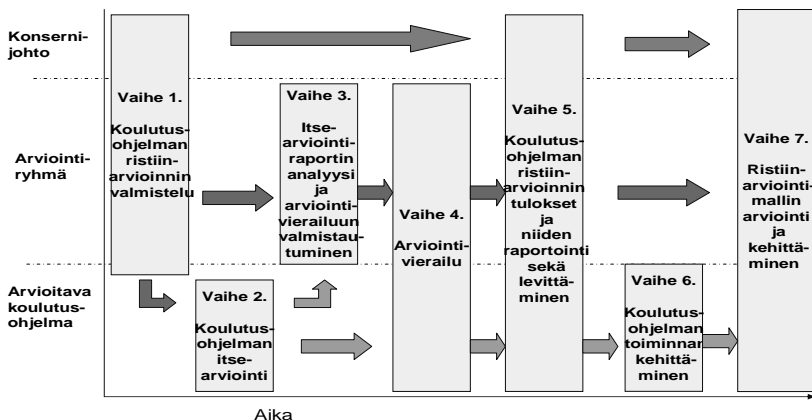 Konserni-
johto
Arviointi-
ryhmä
Arvioitava
koulutus-
ohjelma
Vaihe 1.
Koulutus-
ohjelman
ristiin-
arvioinnin
valmistelu
Vaihe 2.
Koulutus-
ohjelman
itse-
arviointi
Vaihe 3.
Itse-
arviointi-
raportin
analyysi
ja
arviointi-
vierailuun
valmistau-
tuminen
Vaihe 4.
Arviointi-
vierailu
Vaihe 5.
Koulutus-
ohjelman
ristiin-
arvioinnin
tulokset
ja
niiden
raportointi
sekä
levittäminen
Vaihe 6.
Koulutus-
ohjelman
toiminnan
kehittä-
minen
Vaihe 7.
Ristiin-
arviointi-
mallin
arviointi
ja
kehittä-
minen
Aika